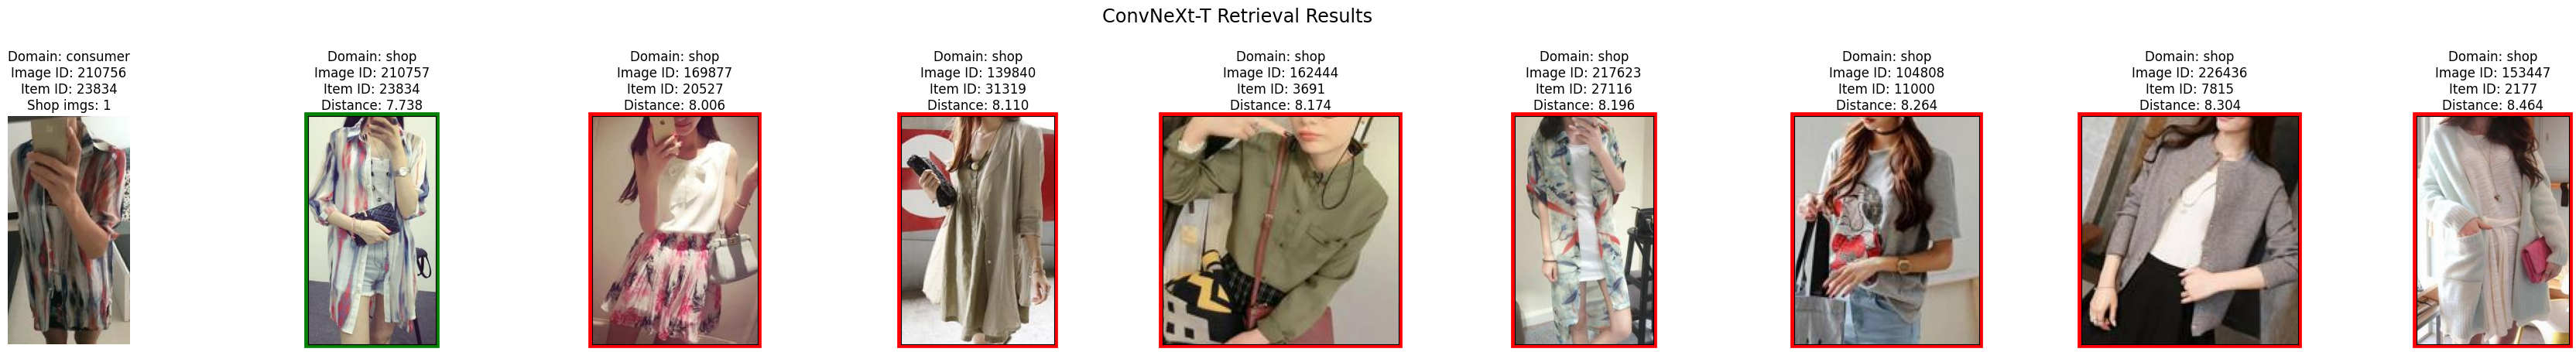 ConvNeXt-T Retrieval Results
Domain: consumer
Image ID: 210756
Item ID: 23834
Shop imgs: 1
Domain: shop
Image ID: 210757
Item ID: 23834
Distance: 7.738
Domain: shop
Image ID: 169877
Item ID: 20527
Distance: 8.006
Domain: shop
Image ID: 139840
Item ID: 31319
Distance: 8.110
Domain: shop
Image ID: 162444
Item ID: 3691
Distance: 8.174
Domain: shop
Image ID: 217623
Item ID: 27116
Distance: 8.196
Domain: shop
Image ID: 104808
Item ID: 11000
Distance: 8.264
Domain: shop
Image ID: 226436
Item ID: 7815
Distance: 8.304
Domain: shop
Image ID: 153447
Item ID: 2177
Distance: 8.464